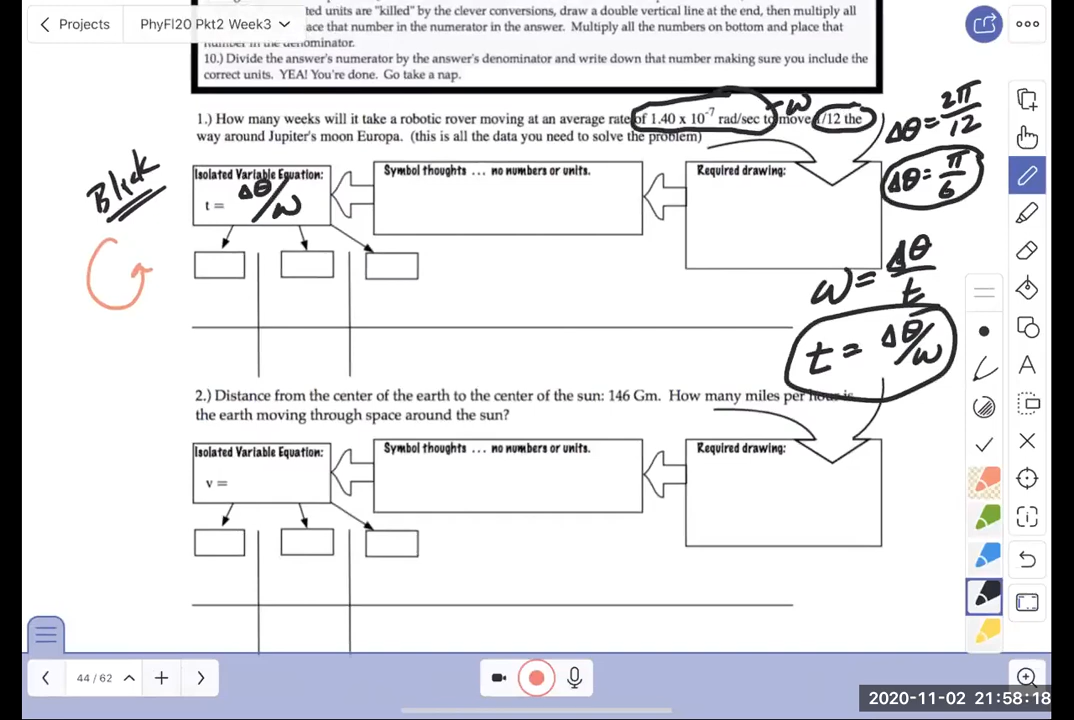 ted units are "killed" by the clever conversions, draw a double vertical line at the end, then multiply all
Projects
PhyFl20 Pkt2 Week3
ace that number in the numerator in the answer. Multiply all the numbers on bottom and place that
number in the denominator.
10.) Divide the answer's numerator by the answer's denominator and write down that number making sure you include the
correct units. YEA! You're done. Go take a nap.
1.) How many weeks will it take a robotic rover moving at an average rate of 1.40 x 10⁻⁷ rad/sec to move 1/12 the
way around Jupiter's moon Europa. (this is all the data you need to solve the problem)
ω
Δθ = 2π/12
Δθ = π/6
Blick
Isolated Variable Equation:
t = Δθ/ω
Symbol thoughts ... no numbers or units.
Required drawing:
ω = Δθ/t
t = Δθ/ω
2.) Distance from the center of the earth to the center of the sun: 146 Gm. How many miles per hour is
the earth moving through space around the sun?
Isolated Variable Equation:
v =
Symbol thoughts ... no numbers or units.
Required drawing:
A
44 / 62
2020-11-02 21:58:18